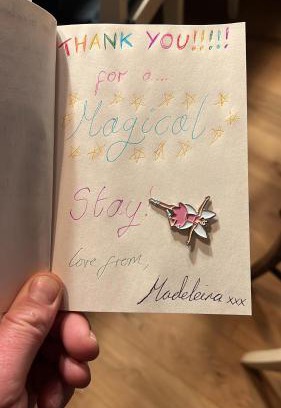 THANK YOU!!!!!
for a...
Magical
Stay!
love from,
Madeleina xxx